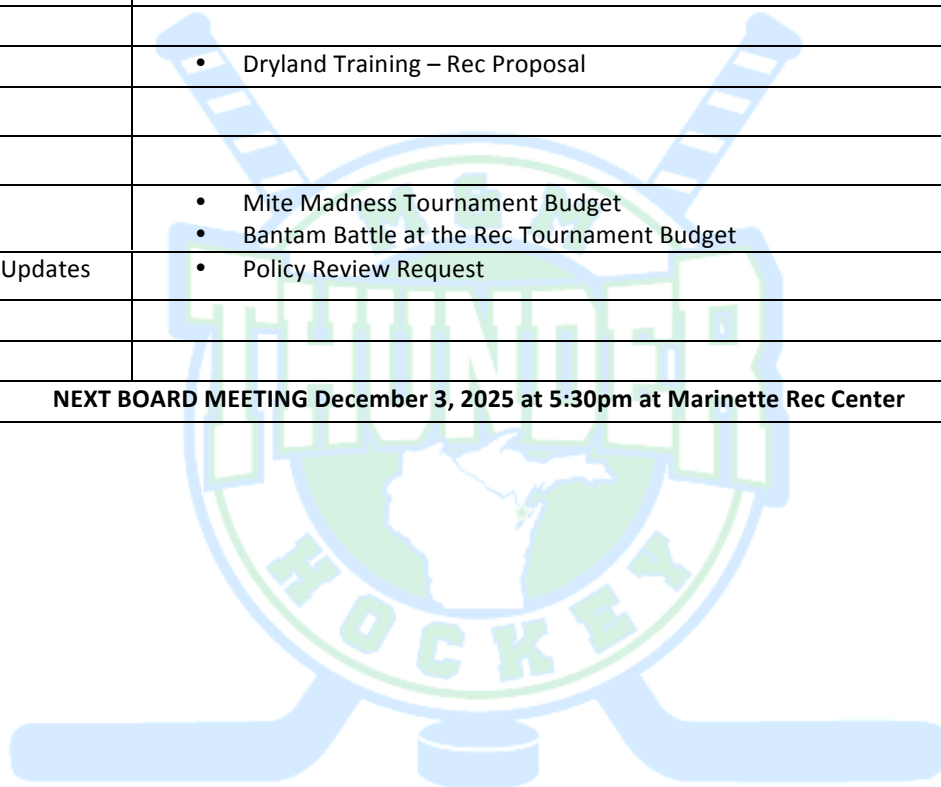 • Dryland Training – Rec Proposal
• Mite Madness Tournament Budget
• Bantam Battle at the Rec Tournament Budget
Updates • Policy Review Request
NEXT BOARD MEETING December 3, 2025 at 5:30pm at Marinette Rec Center
M&M
THUNDER
HOCKEY